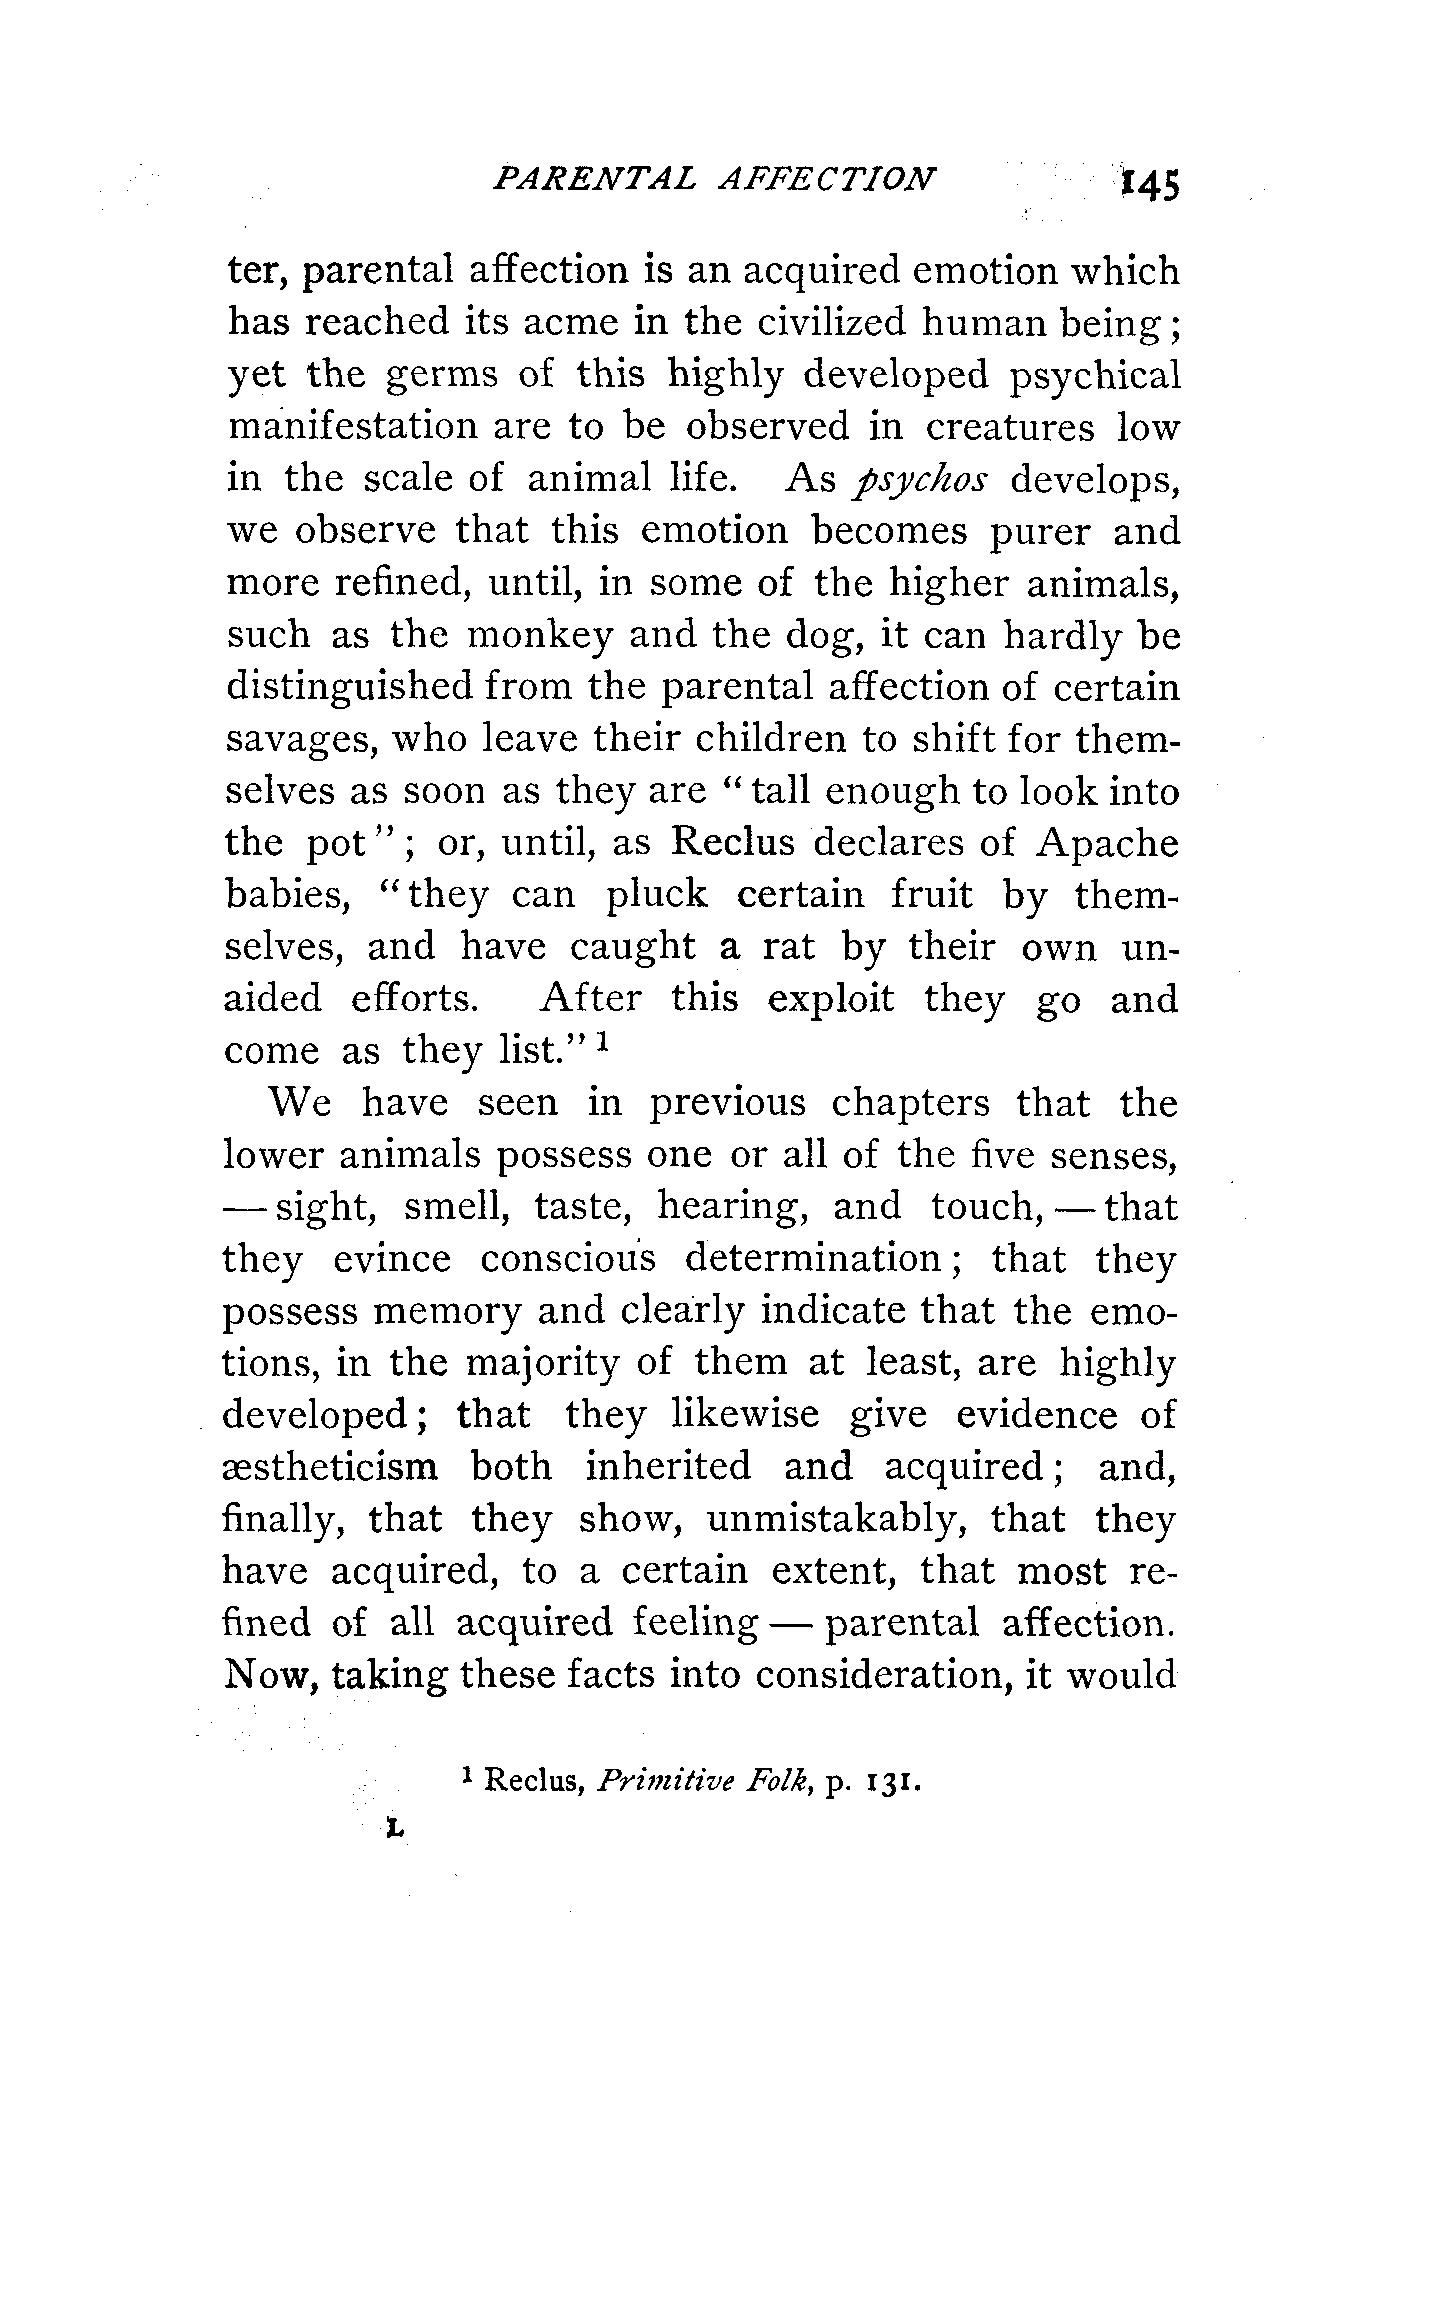 PARENTAL AFFECTION 145
ter, parental affection is an acquired emotion which
has reached its acme in the civilized human being;
yet the germs of this highly developed psychical
manifestation are to be observed in creatures low
in the scale of animal life. As psychos develops,
we observe that this emotion becomes purer and
more refined, until, in some of the higher animals,
such as the monkey and the dog, it can hardly be
distinguished from the parental affection of certain
savages, who leave their children to shift for them-
selves as soon as they are "tall enough to look into
the pot"; or, until, as Reclus declares of Apache
babies, "they can pluck certain fruit by them-
selves, and have caught a rat by their own un-
aided efforts. After this exploit they go and
come as they list." 1
We have seen in previous chapters that the
lower animals possess one or all of the five senses,
— sight, smell, taste, hearing, and touch, — that
they evince conscious determination; that they
possess memory and clearly indicate that the emo-
tions, in the majority of them at least, are highly
developed; that they likewise give evidence of
æstheticism both inherited and acquired; and,
finally, that they show, unmistakably, that they
have acquired, to a certain extent, that most re-
fined of all acquired feeling — parental affection.
Now, taking these facts into consideration, it would
1 Reclus, Primitive Folk, p. 131.
L